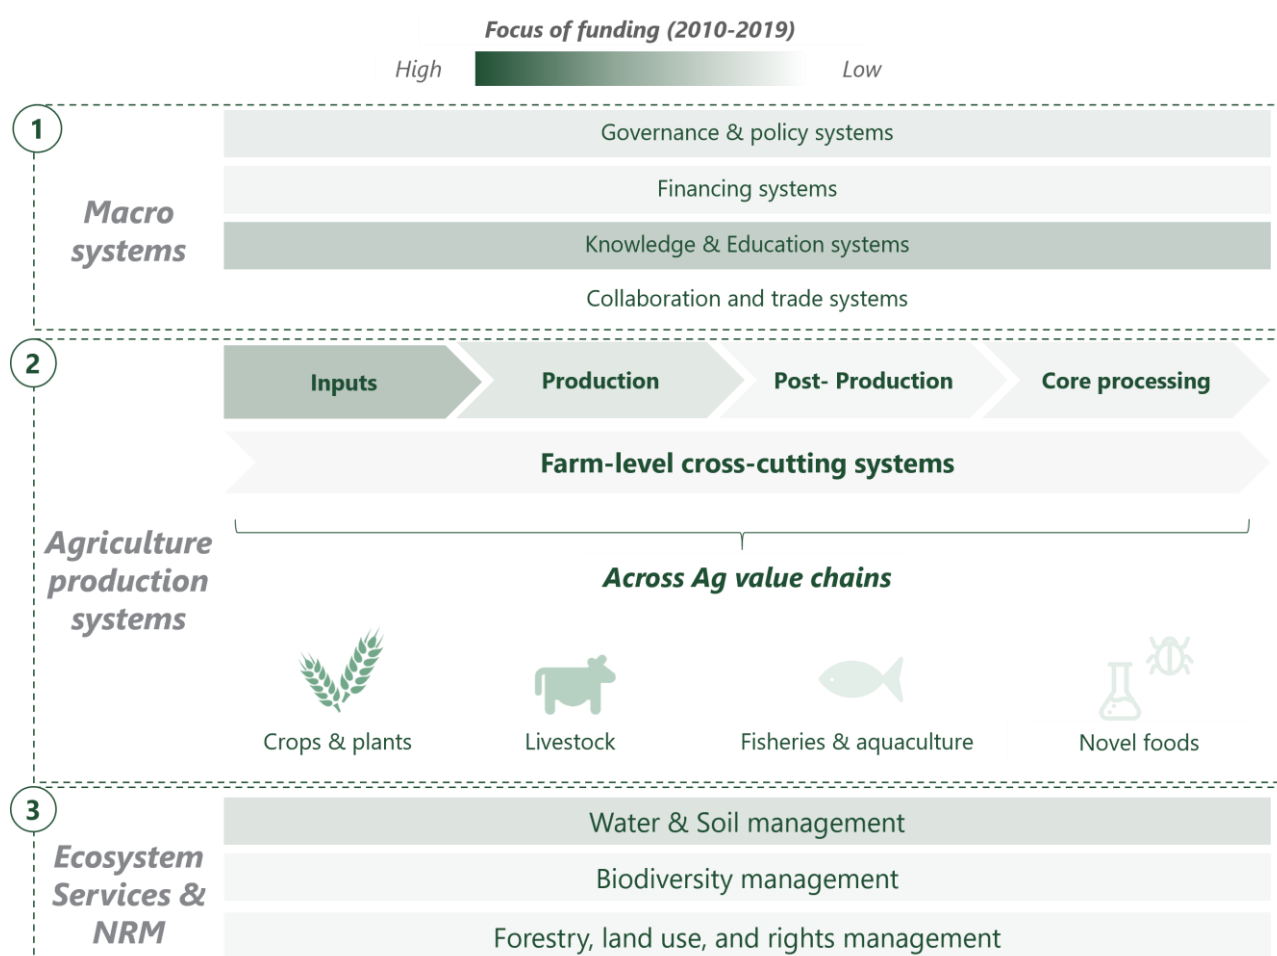 Focus of funding (2010-2019)
High
Low
1
Macro
systems
Governance & policy systems
Financing systems
Knowledge & Education systems
Collaboration and trade systems
2
Agriculture
production
systems
Inputs
Production
Post- Production
Core processing
Farm-level cross-cutting systems
Across Ag value chains
Crops & plants
Livestock
Fisheries & aquaculture
Novel foods
3
Ecosystem
Services &
NRM
Water & Soil management
Biodiversity management
Forestry, land use, and rights management